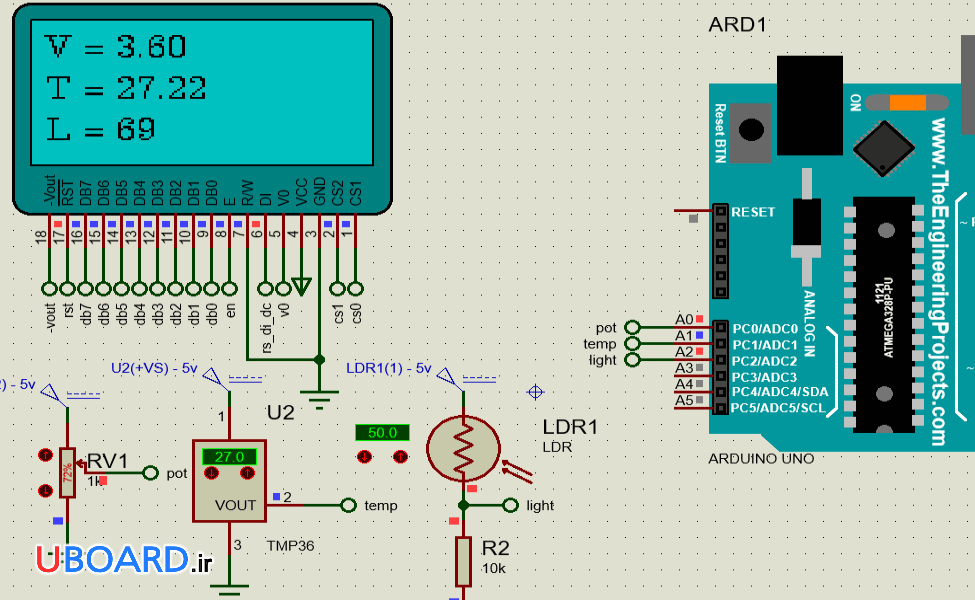 V = 3.60
T = 27.22
L = 69
-Vout
RST
DB7
DB6
DB5
DB4
DB3
DB2
DB1
DB0
E
R/W
DI
V0
VCC
GND
CS2
CS1
18
17
16
15
14
13
12
11
10
9
8
7
6
5
4
3
2
1
-vout
rst
db7
db6
db5
db4
db3
db2
db1
db0
en
rs_di_dc
v0
cs1
cs0
ARD1
ON
Reset BTN
www.TheEngineeringProjects.com
RESET
1121
ATMEGA328P-PU
ANALOG IN
pot
temp
light
A0
A1
A2
A3
A4
A5
PC0/ADC0
PC1/ADC1
PC2/ADC2
PC3/ADC3
PC4/ADC4/SDA
PC5/ADC5/SCL
~
~
ARDUINO UNO
) - 5v
U2(+VS) - 5v
LDR1(1) - 5v
RV1
1k
72%
pot
U2
1
27.0
VOUT
2
temp
3
TMP36
50.0
LDR1
LDR
light
R2
10k
UBOARD.ir